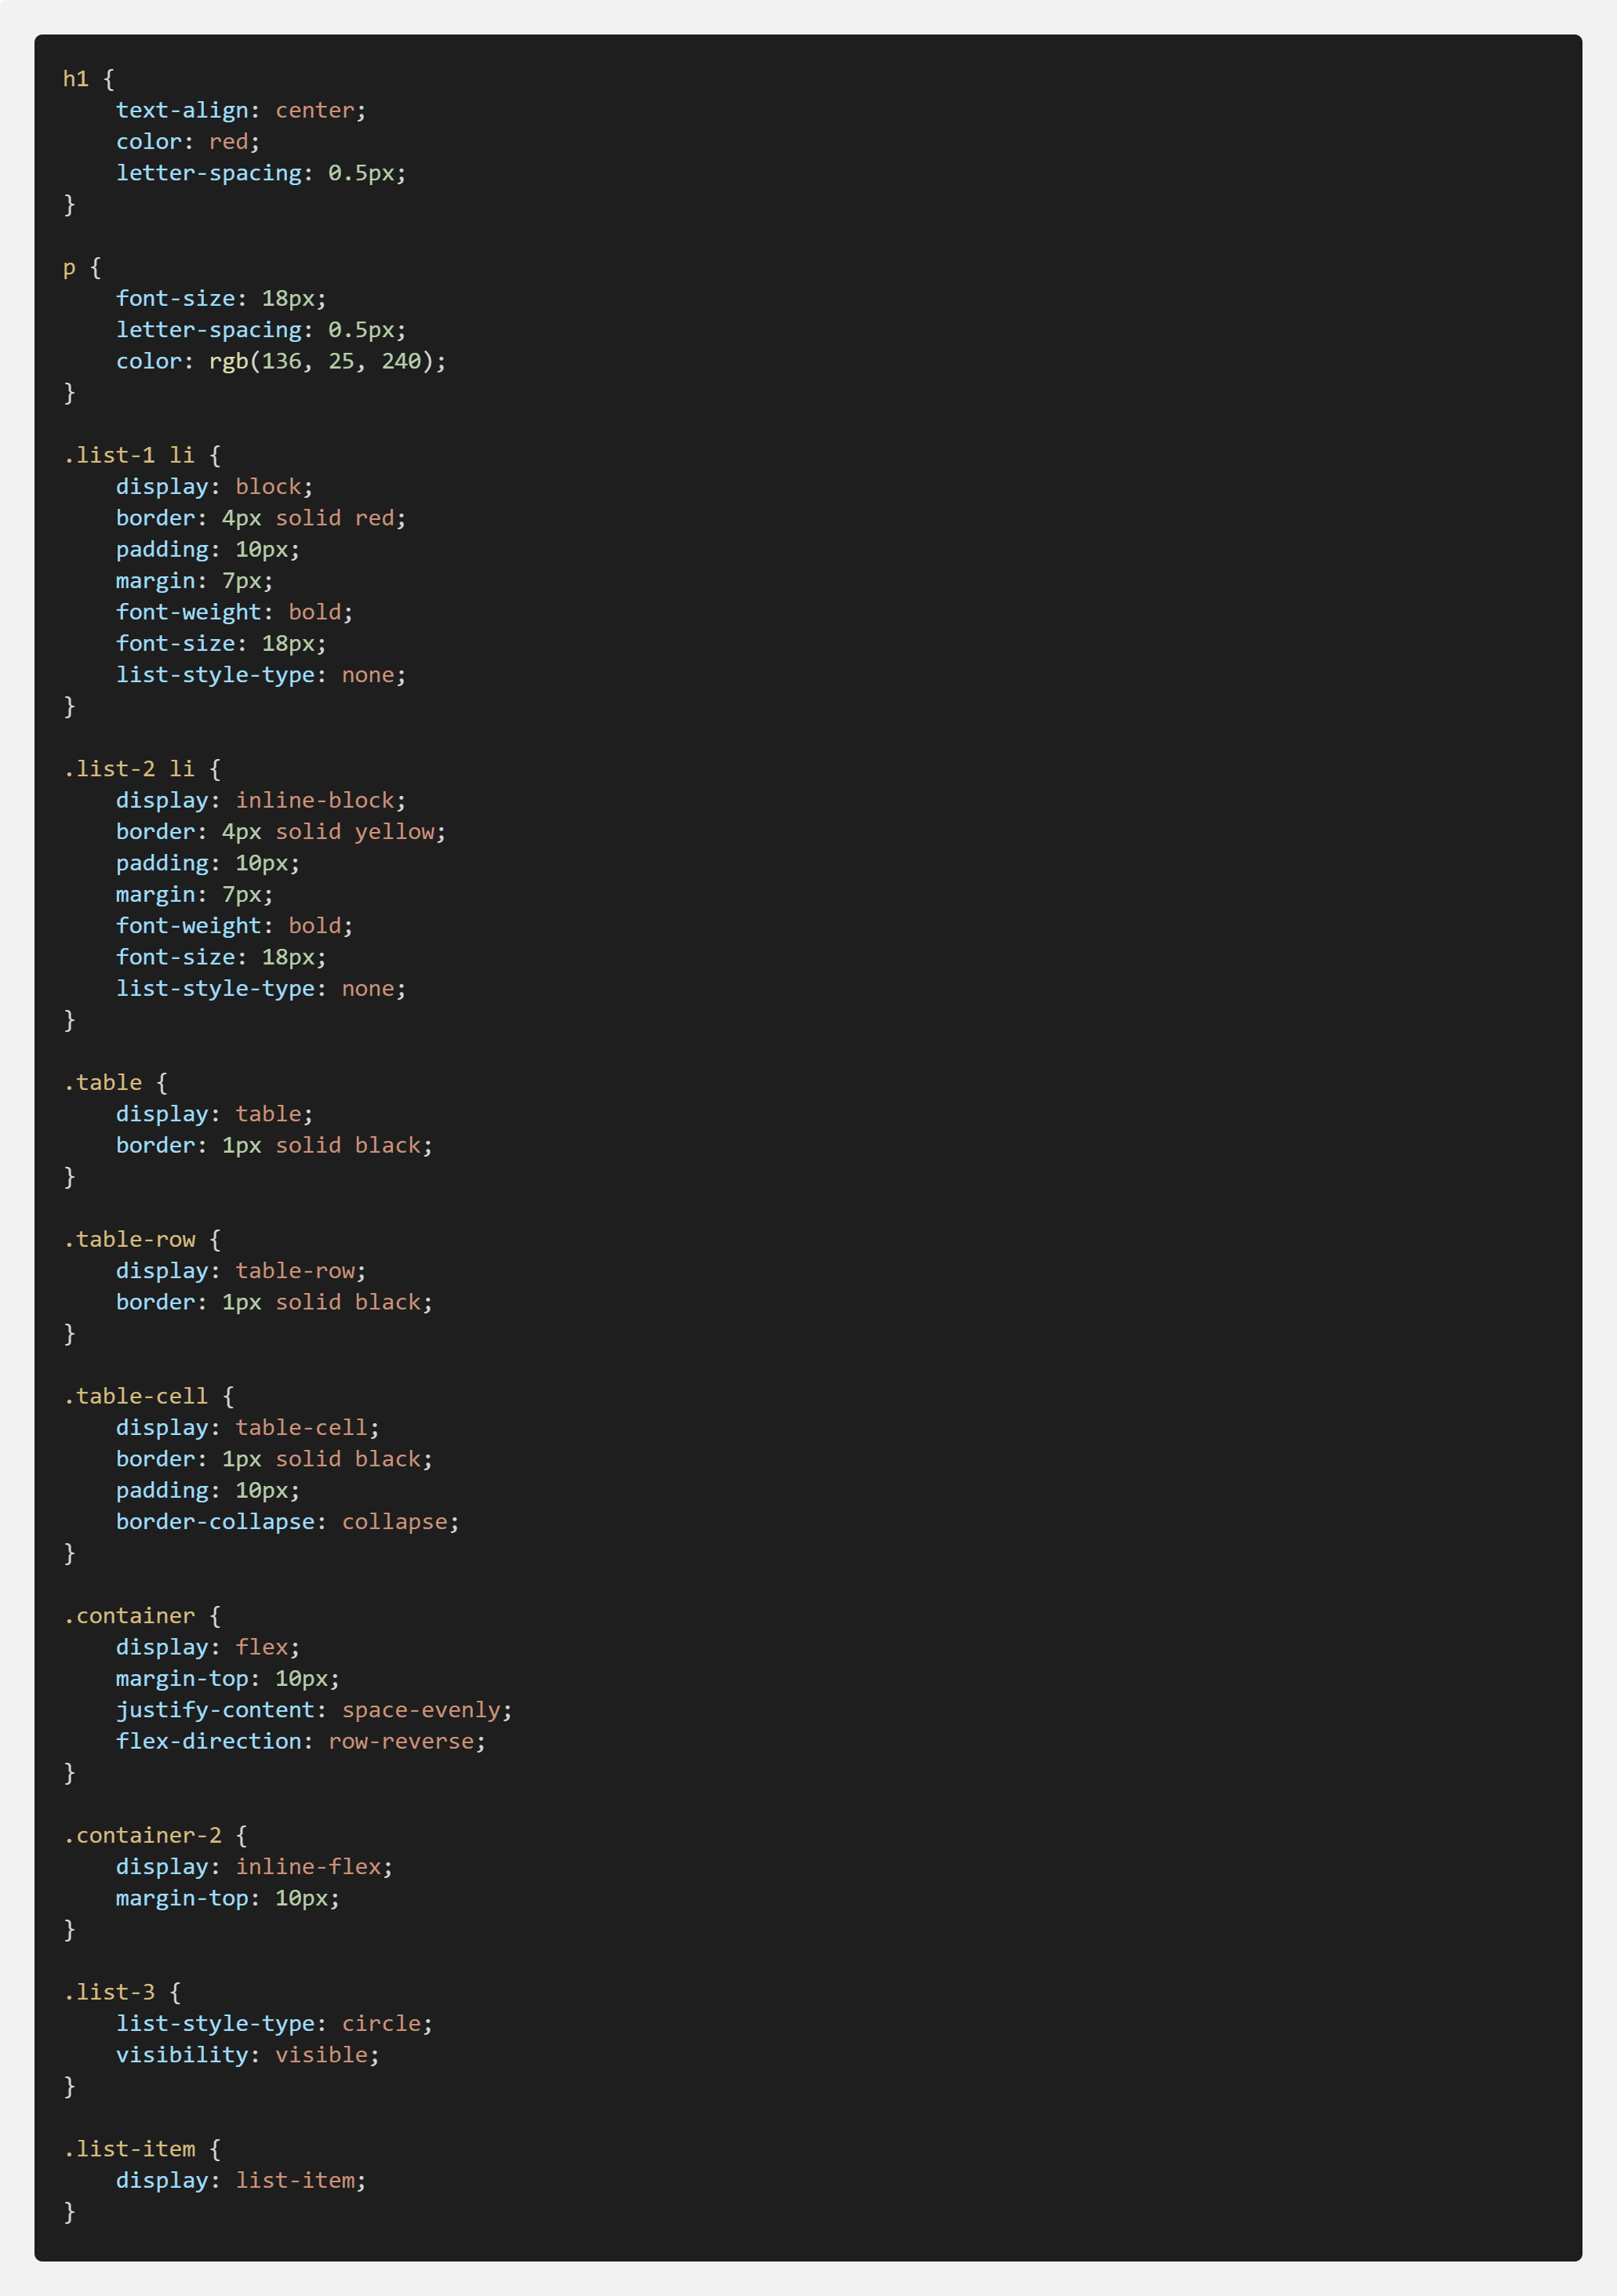 h1 {
    text-align: center;
    color: red;
    letter-spacing: 0.5px;
}

p {
    font-size: 18px;
    letter-spacing: 0.5px;
    color: rgb(136, 25, 240);
}

.list-1 li {
    display: block;
    border: 4px solid red;
    padding: 10px;
    margin: 7px;
    font-weight: bold;
    font-size: 18px;
    list-style-type: none;
}

.list-2 li {
    display: inline-block;
    border: 4px solid yellow;
    padding: 10px;
    margin: 7px;
    font-weight: bold;
    font-size: 18px;
    list-style-type: none;
}

.table {
    display: table;
    border: 1px solid black;
}

.table-row {
    display: table-row;
    border: 1px solid black;
}

.table-cell {
    display: table-cell;
    border: 1px solid black;
    padding: 10px;
    border-collapse: collapse;
}

.container {
    display: flex;
    margin-top: 10px;
    justify-content: space-evenly;
    flex-direction: row-reverse;
}

.container-2 {
    display: inline-flex;
    margin-top: 10px;
}

.list-3 {
    list-style-type: circle;
    visibility: visible;
}

.list-item {
    display: list-item;
}